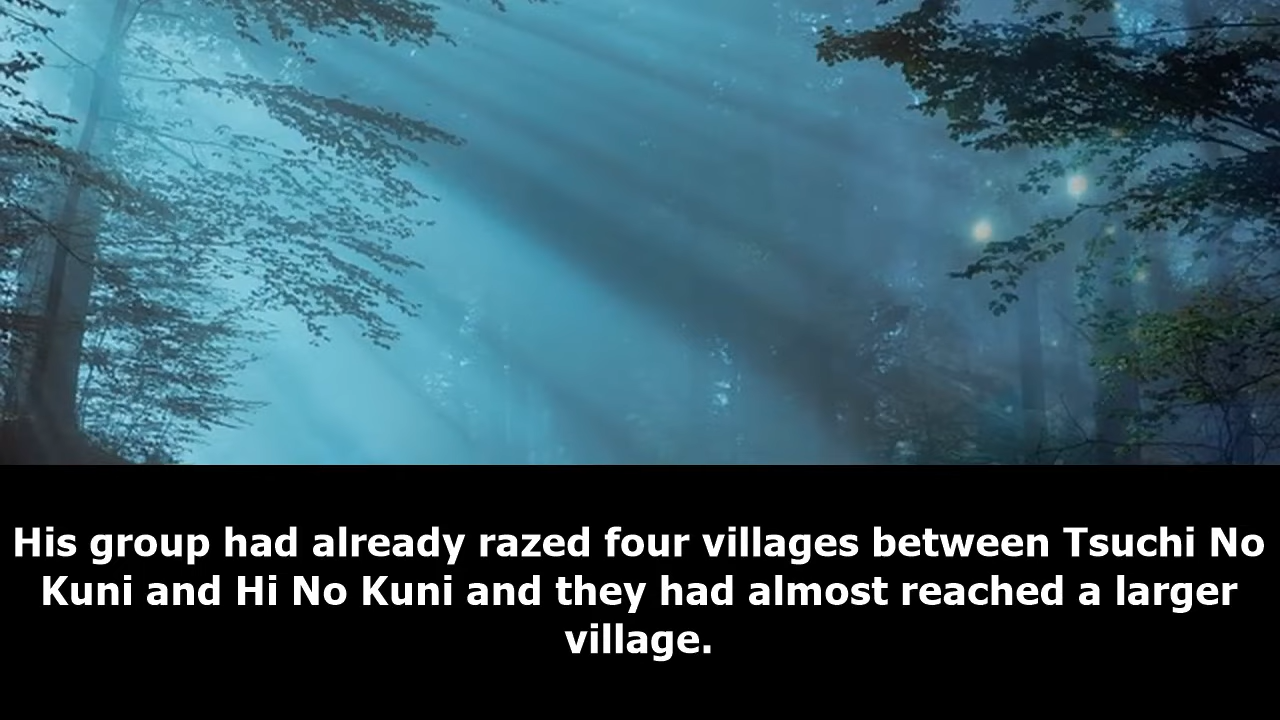 His group had already razed four villages between Tsuchi No
Kuni and Hi No Kuni and they had almost reached a larger
village.